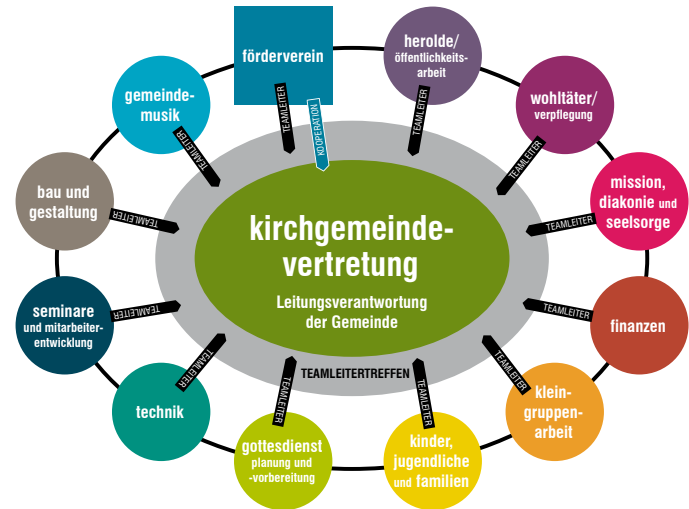 förderverein
TEAMLEITER
KOOPERATION
herolde/
öffentlichkeits-
arbeit
TEAMLEITER
wohltäter/
verpflegung
TEAMLEITER
mission,
diakonie und
seelsorge
TEAMLEITER
finanzen
TEAMLEITER
klein-
gruppen-
arbeit
TEAMLEITER
kinder,
jugendliche
und familien
TEAMLEITER
gottesdienst
planung und
-vorbereitung
TEAMLEITER
technik
TEAMLEITER
seminare
und mitarbeiter-
entwicklung
TEAMLEITER
bau und
gestaltung
TEAMLEITER
gemeinde-
musik
TEAMLEITER
kirchgemeinde-
vertretung
Leitungsverantwortung
der Gemeinde
TEAMLEITERTREFFEN